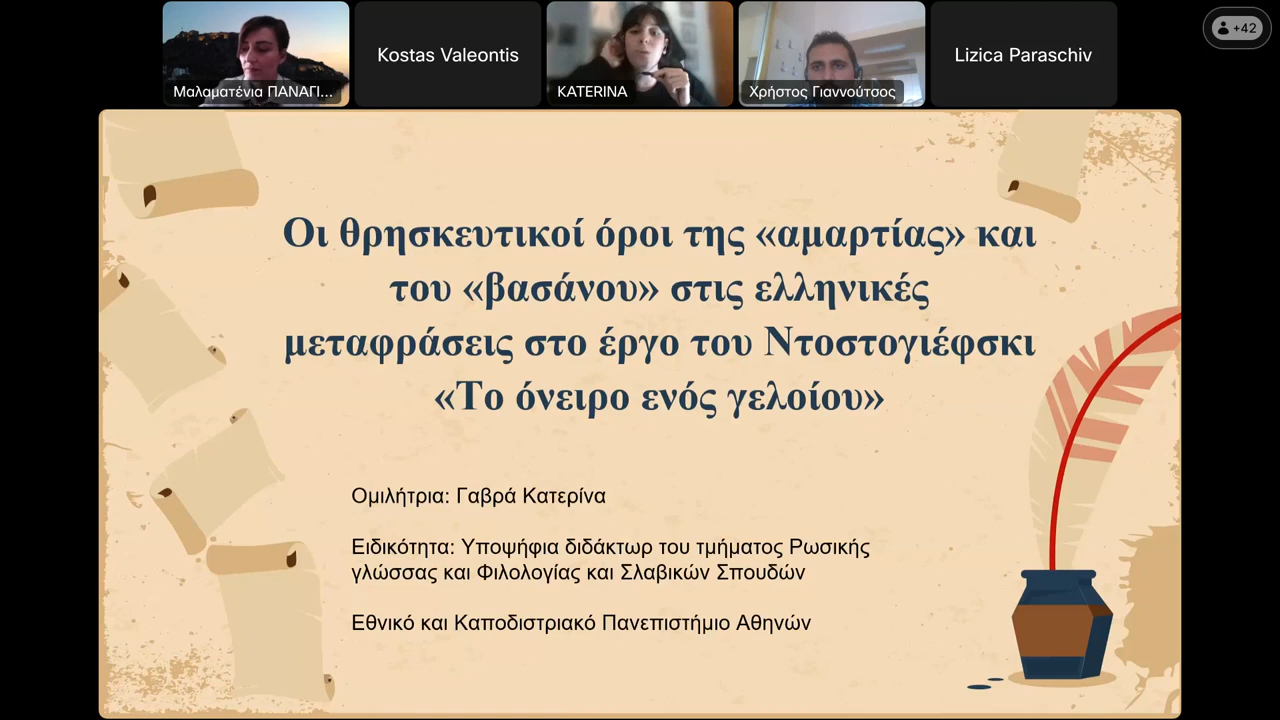 Μαλαματένια ΠΑΝΑΓΙ...
Kostas Valeontis
KATERINA
Χρήστος Γιαννούτσος
Lizica Paraschiv
+42
Οι θρησκευτικοί όροι της «αμαρτίας» και
του «βασάνου» στις ελληνικές
μεταφράσεις στο έργο του Ντοστογιέφσκι
«Το όνειρο ενός γελοίου»
Ομιλήτρια: Γαβρά Κατερίνα
Ειδικότητα: Υποψήφια διδάκτωρ του τμήματος Ρωσικής
γλώσσας και Φιλολογίας και Σλαβικών Σπουδών
Εθνικό και Καποδιστριακό Πανεπιστήμιο Αθηνών